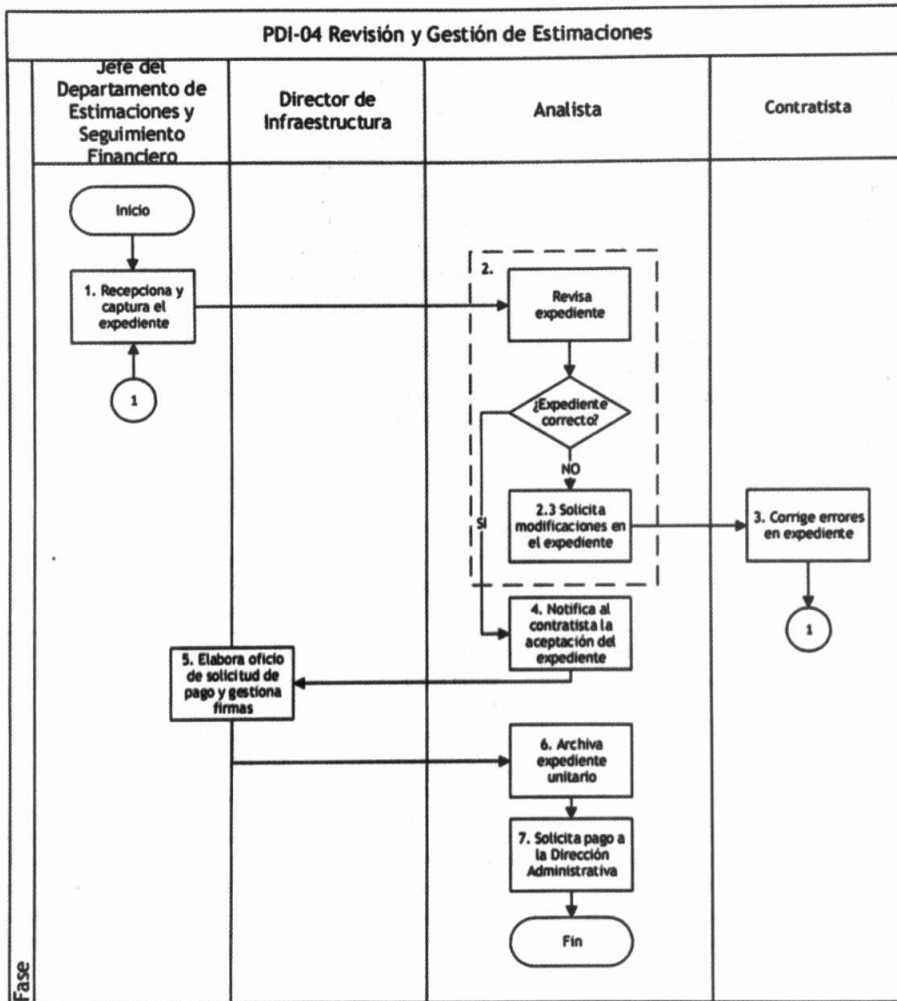 PDI-04 Revisión y Gestión de Estimaciones
Jefe del
Departamento de
Estimaciones y
Seguimiento
Financiero
Director de
Infraestructura
Analista
Contratista
Inicio
1. Recepciona y
captura el
expediente
1
2.
Revisa
expediente
¿Expediente
correcto?
NO
SI
2.3 Solicita
modificaciones en
el expediente
3. Corrige errores
en expediente
1
4. Notifica al
contratista la
aceptación del
expediente
5. Elabora oficio
de solicitud de
pago y gestiona
firmas
6. Archiva
expediente
unitario
7. Solicita pago a
la Dirección
Administrativa
Fin
Fase